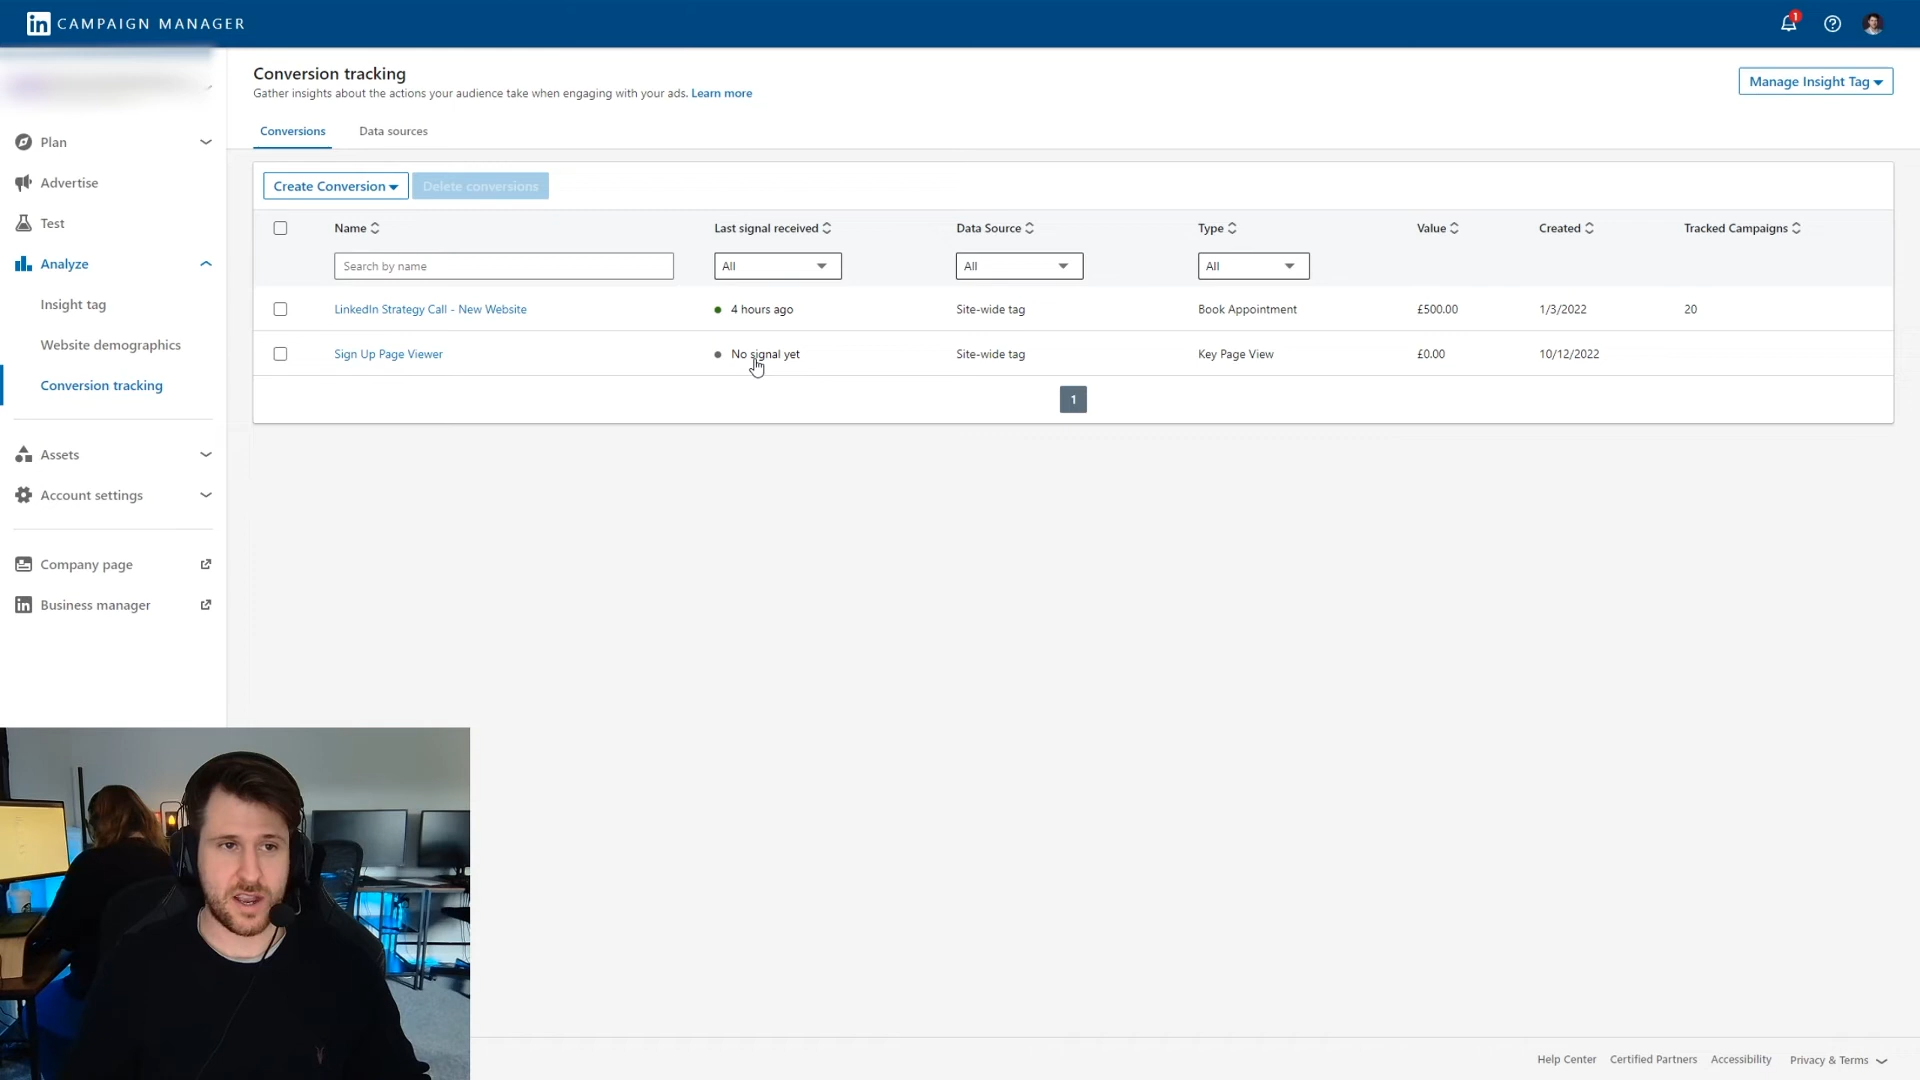 in CAMPAIGN MANAGER
1
Conversion tracking
Gather insights about the actions your audience take when engaging with your ads. Learn more
Manage Insight Tag
Conversions Data sources
Plan
Advertise
Test
Analyze
Insight tag
Website demographics
Conversion tracking
Assets
Account settings
Company page
in Business manager
Create Conversion Delete conversions
Name Last signal received Data Source Type Value Created Tracked Campaigns
Search by name All All All
LinkedIn Strategy Call - New Website 4 hours ago Site-wide tag Book Appointment £500.00 1/3/2022 20
Sign Up Page Viewer No signal yet Site-wide tag Key Page View £0.00 10/12/2022
1
Help Center Certified Partners Accessibility Privacy & Terms